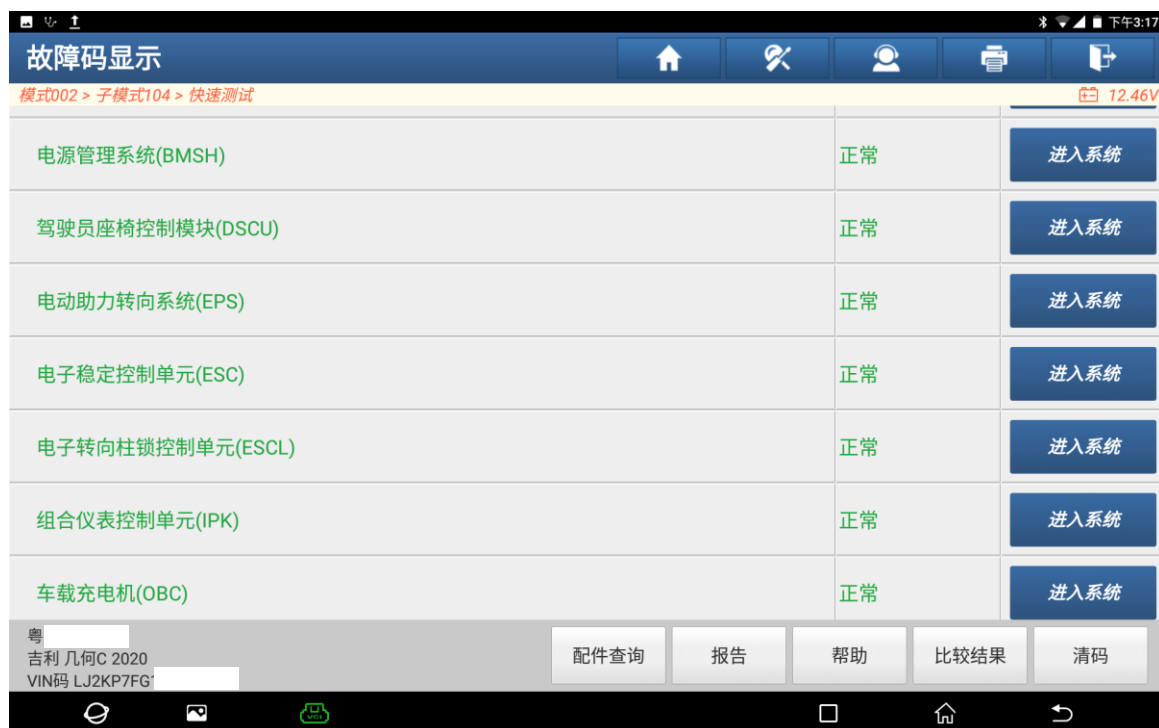 下午3:17
故障码显示
模式002 > 子模式104 > 快速测试
12.46V
电源管理系统(BMSH) 正常 进入系统
驾驶员座椅控制模块(DSCU) 正常 进入系统
电动助力转向系统(EPS) 正常 进入系统
电子稳定控制单元(ESC) 正常 进入系统
电子转向柱锁控制单元(ESCL) 正常 进入系统
组合仪表控制单元(IPK) 正常 进入系统
车载充电机(OBC) 正常 进入系统
粤
吉利 几何C 2020
VIN码 LJ2KP7FG
配件查询 报告 帮助 比较结果 清码
VCI